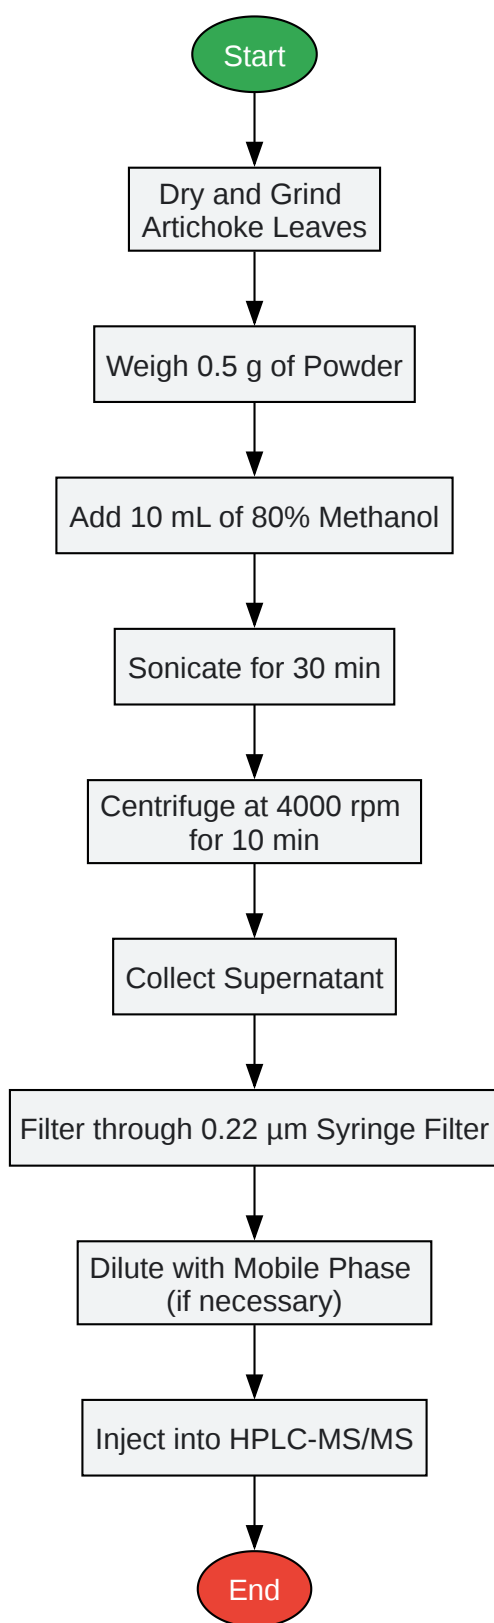 Start
Dry and Grind
Artichoke Leaves
Weigh 0.5 g of Powder
Add 10 mL of 80% Methanol
Sonicate for 30 min
Centrifuge at 4000 rpm
for 10 min
Collect Supernatant
Filter through 0.22 µm Syringe Filter
Dilute with Mobile Phase
(if necessary)
Inject into HPLC-MS/MS
End